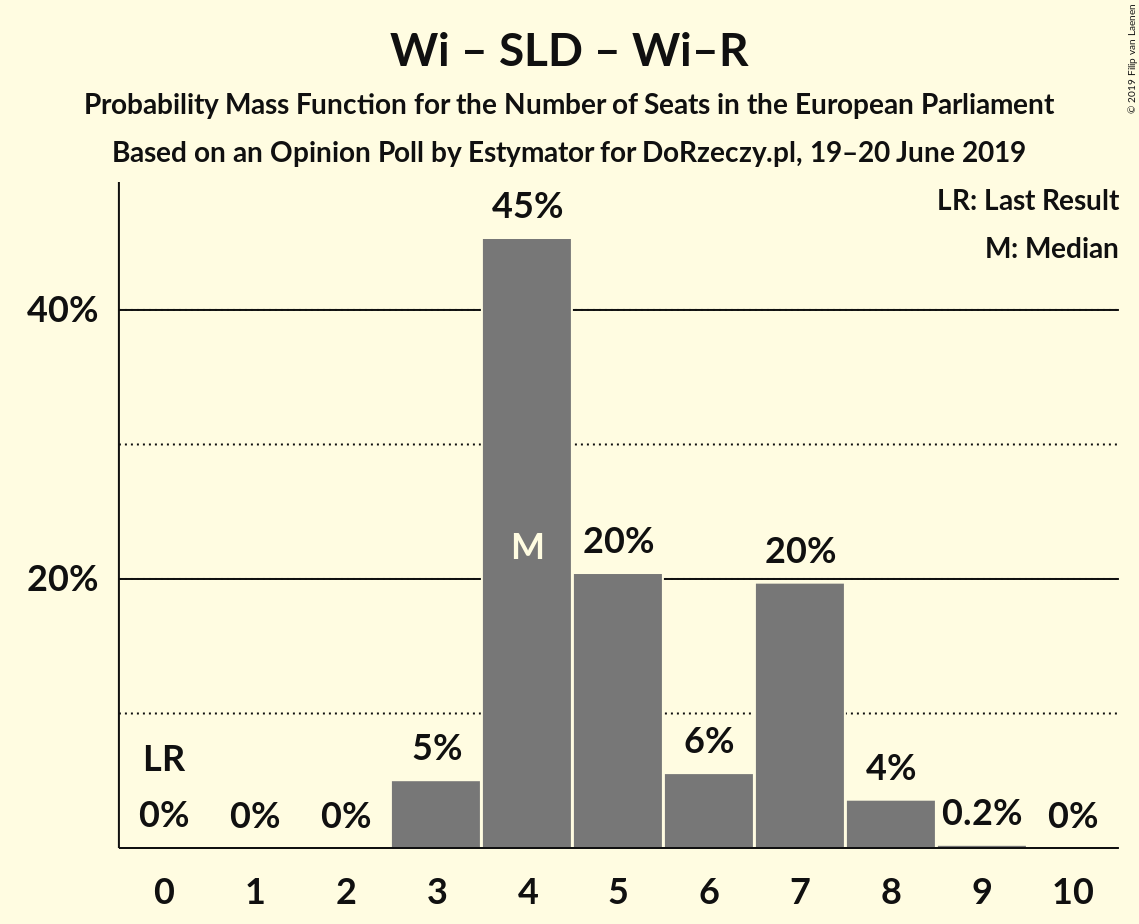 Wi – SLD – Wi–R
Probability Mass Function for the Number of Seats in the European Parliament
Based on an Opinion Poll by Estymator for DoRzeczy.pl, 19–20 June 2019
© 2019 Filip van Laenen
LR: Last Result
M: Median
45%
40%
M
20%
20%
20%
LR
5%
6%
4%
0%
0%
0%
0.2%
0%
0 1 2 3 4 5 6 7 8 9 10